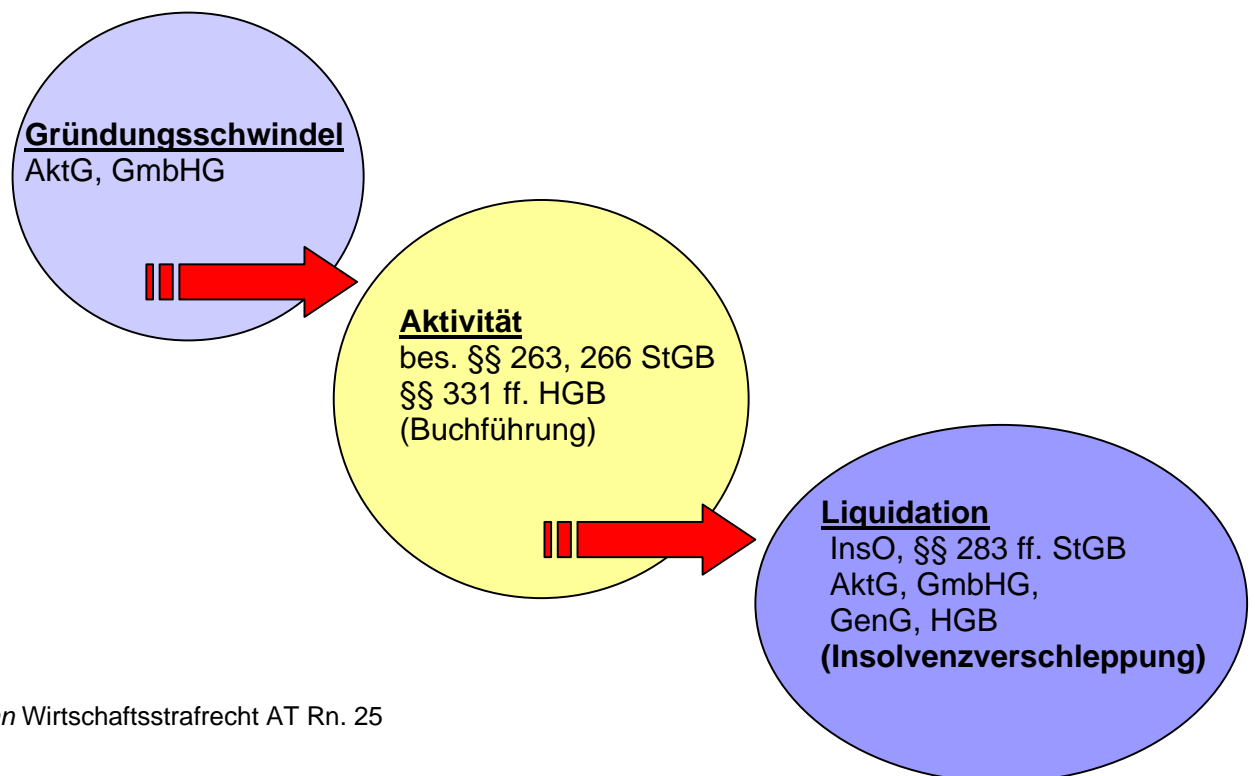 Gründungsschwindel
AktG, GmbHG
Aktivität
bes. §§ 263, 266 StGB
§§ 331 ff. HGB
(Buchführung)
Liquidation
InsO, §§ 283 ff. StGB
AktG, GmbHG,
GenG, HGB
(Insolvenzverschleppung)
Wirtschaftsstrafrecht AT Rn. 25